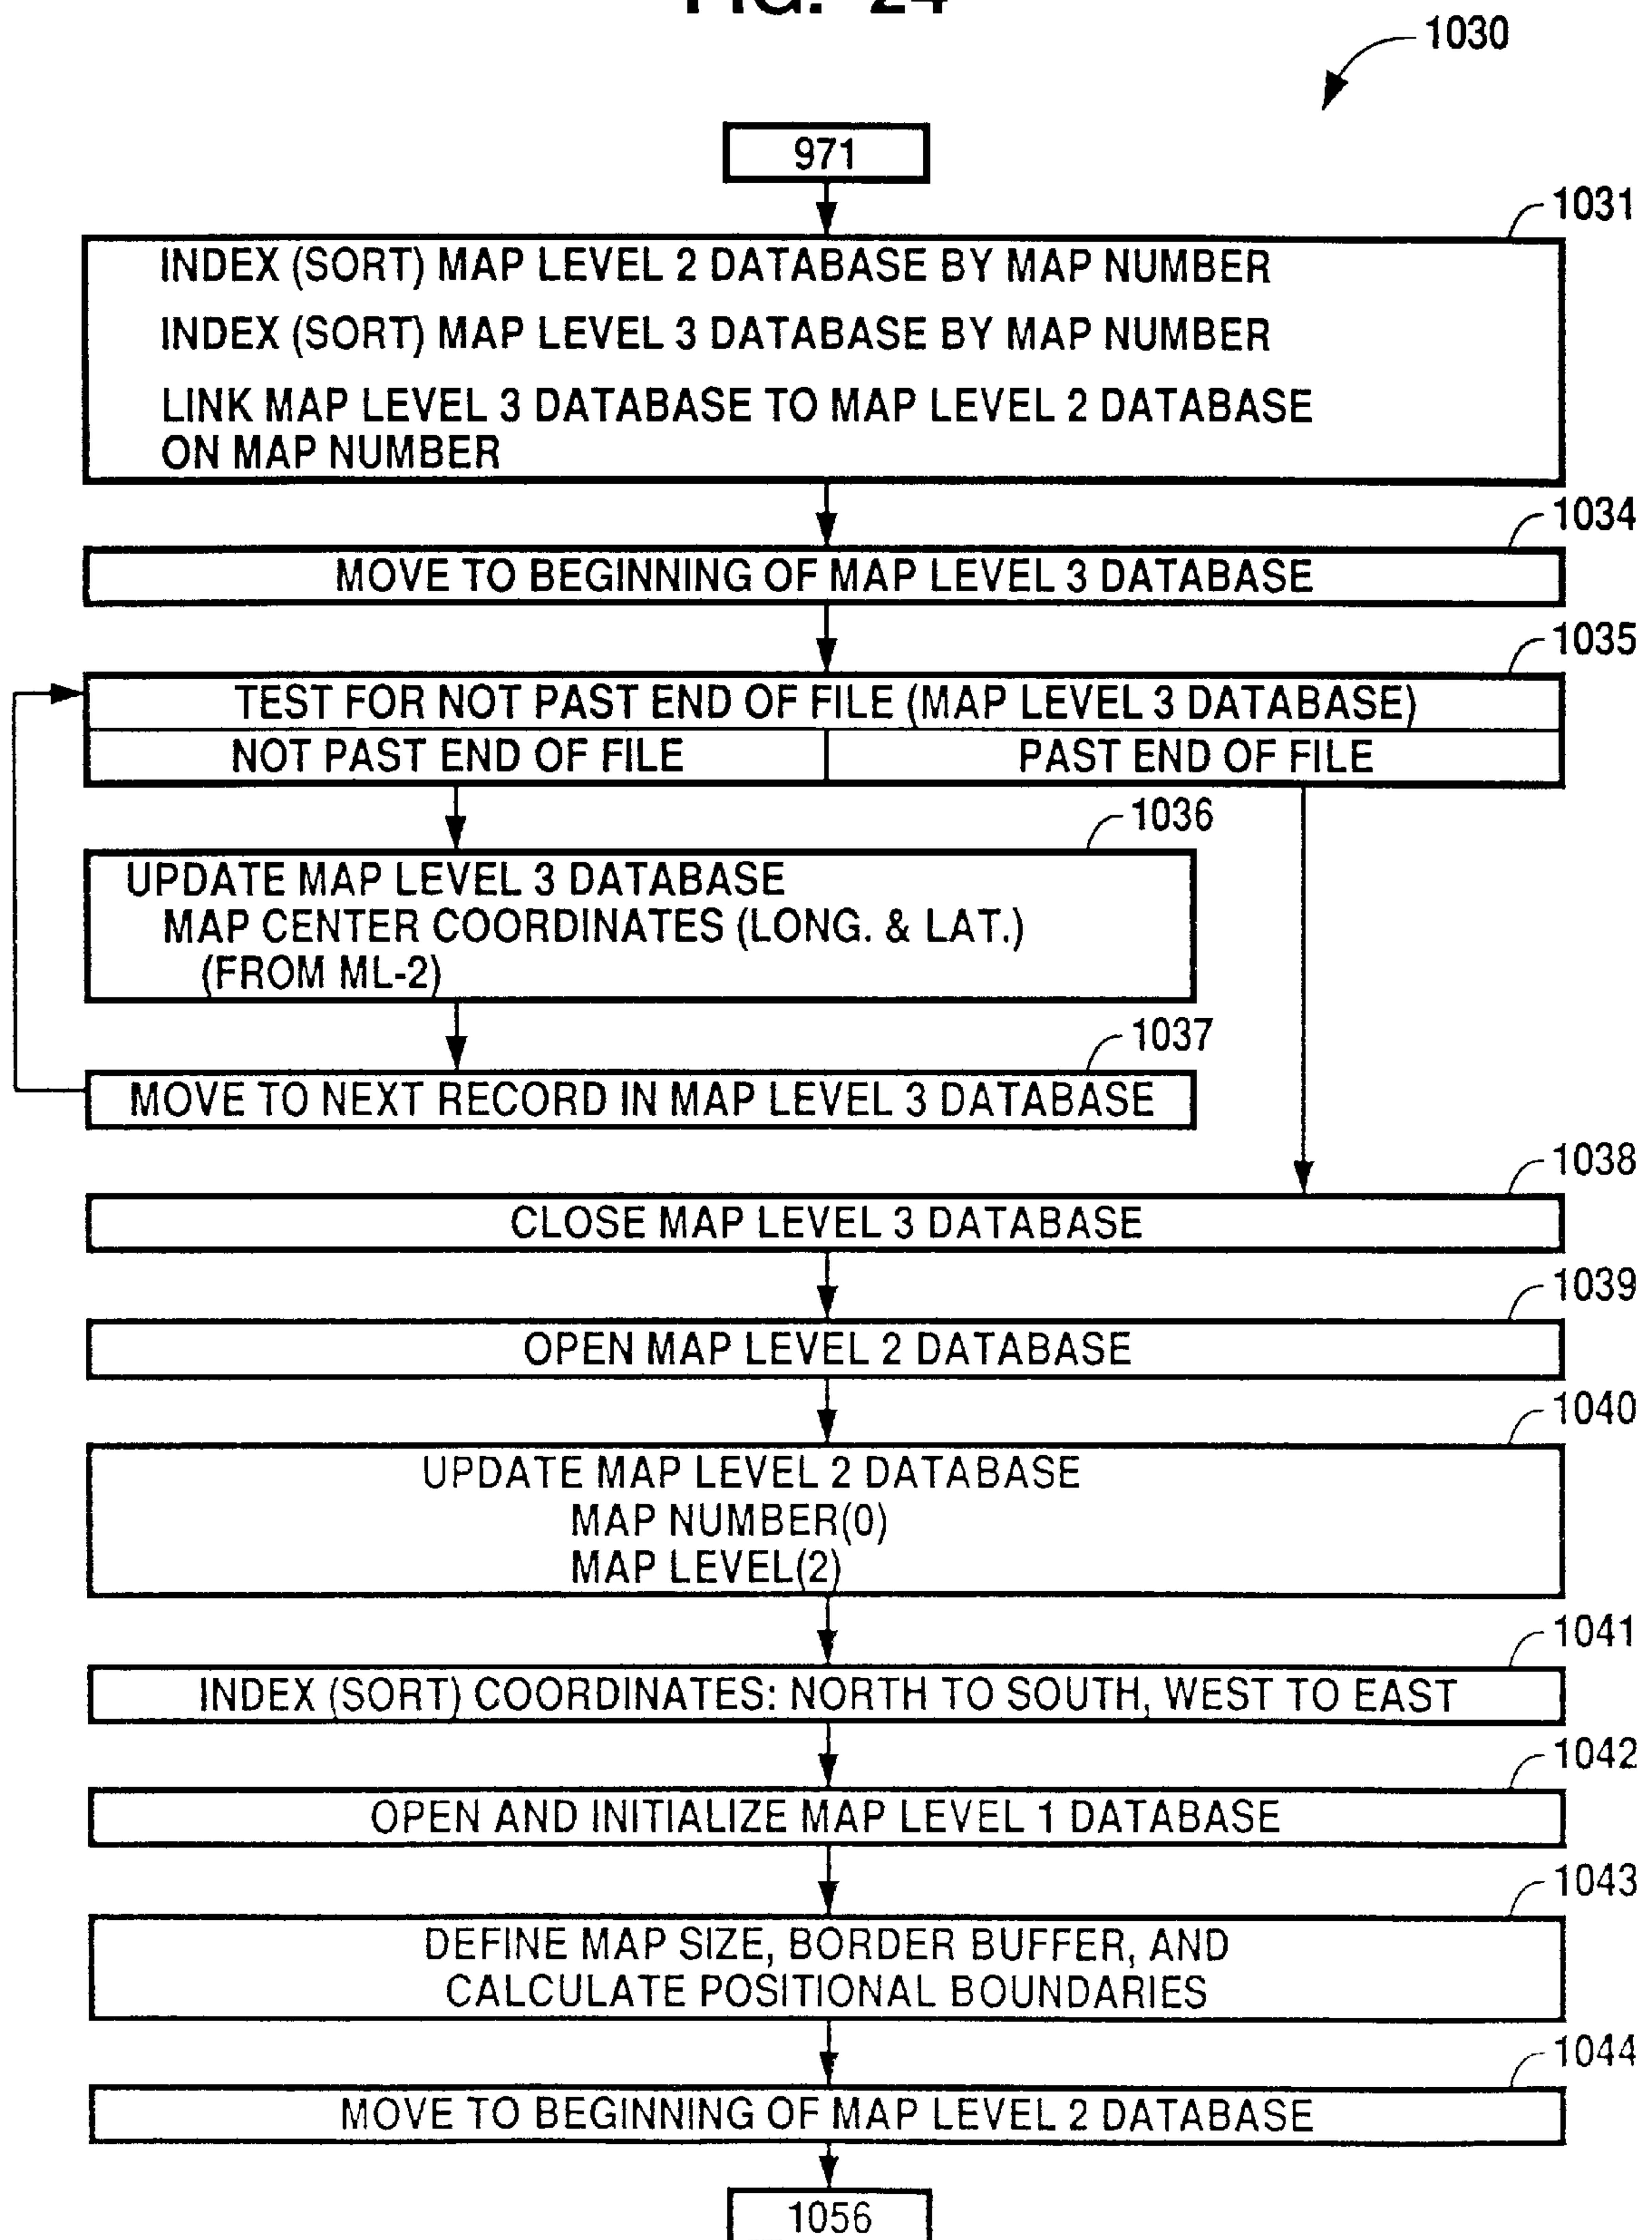 FIG. 24
1030
971
1031
INDEX (SORT) MAP LEVEL 2 DATABASE BY MAP NUMBER
INDEX (SORT) MAP LEVEL 3 DATABASE BY MAP NUMBER
LINK MAP LEVEL 3 DATABASE TO MAP LEVEL 2 DATABASE
ON MAP NUMBER
1034
MOVE TO BEGINNING OF MAP LEVEL 3 DATABASE
1035
TEST FOR NOT PAST END OF FILE (MAP LEVEL 3 DATABASE)
NOT PAST END OF FILE
PAST END OF FILE
1036
UPDATE MAP LEVEL 3 DATABASE
MAP CENTER COORDINATES (LONG. & LAT.)
(FROM ML-2)
1037
MOVE TO NEXT RECORD IN MAP LEVEL 3 DATABASE
1038
CLOSE MAP LEVEL 3 DATABASE
1039
OPEN MAP LEVEL 2 DATABASE
1040
UPDATE MAP LEVEL 2 DATABASE
MAP NUMBER(0)
MAP LEVEL(2)
1041
INDEX (SORT) COORDINATES: NORTH TO SOUTH, WEST TO EAST
1042
OPEN AND INITIALIZE MAP LEVEL 1 DATABASE
1043
DEFINE MAP SIZE, BORDER BUFFER, AND
CALCULATE POSITIONAL BOUNDARIES
1044
MOVE TO BEGINNING OF MAP LEVEL 2 DATABASE
1056